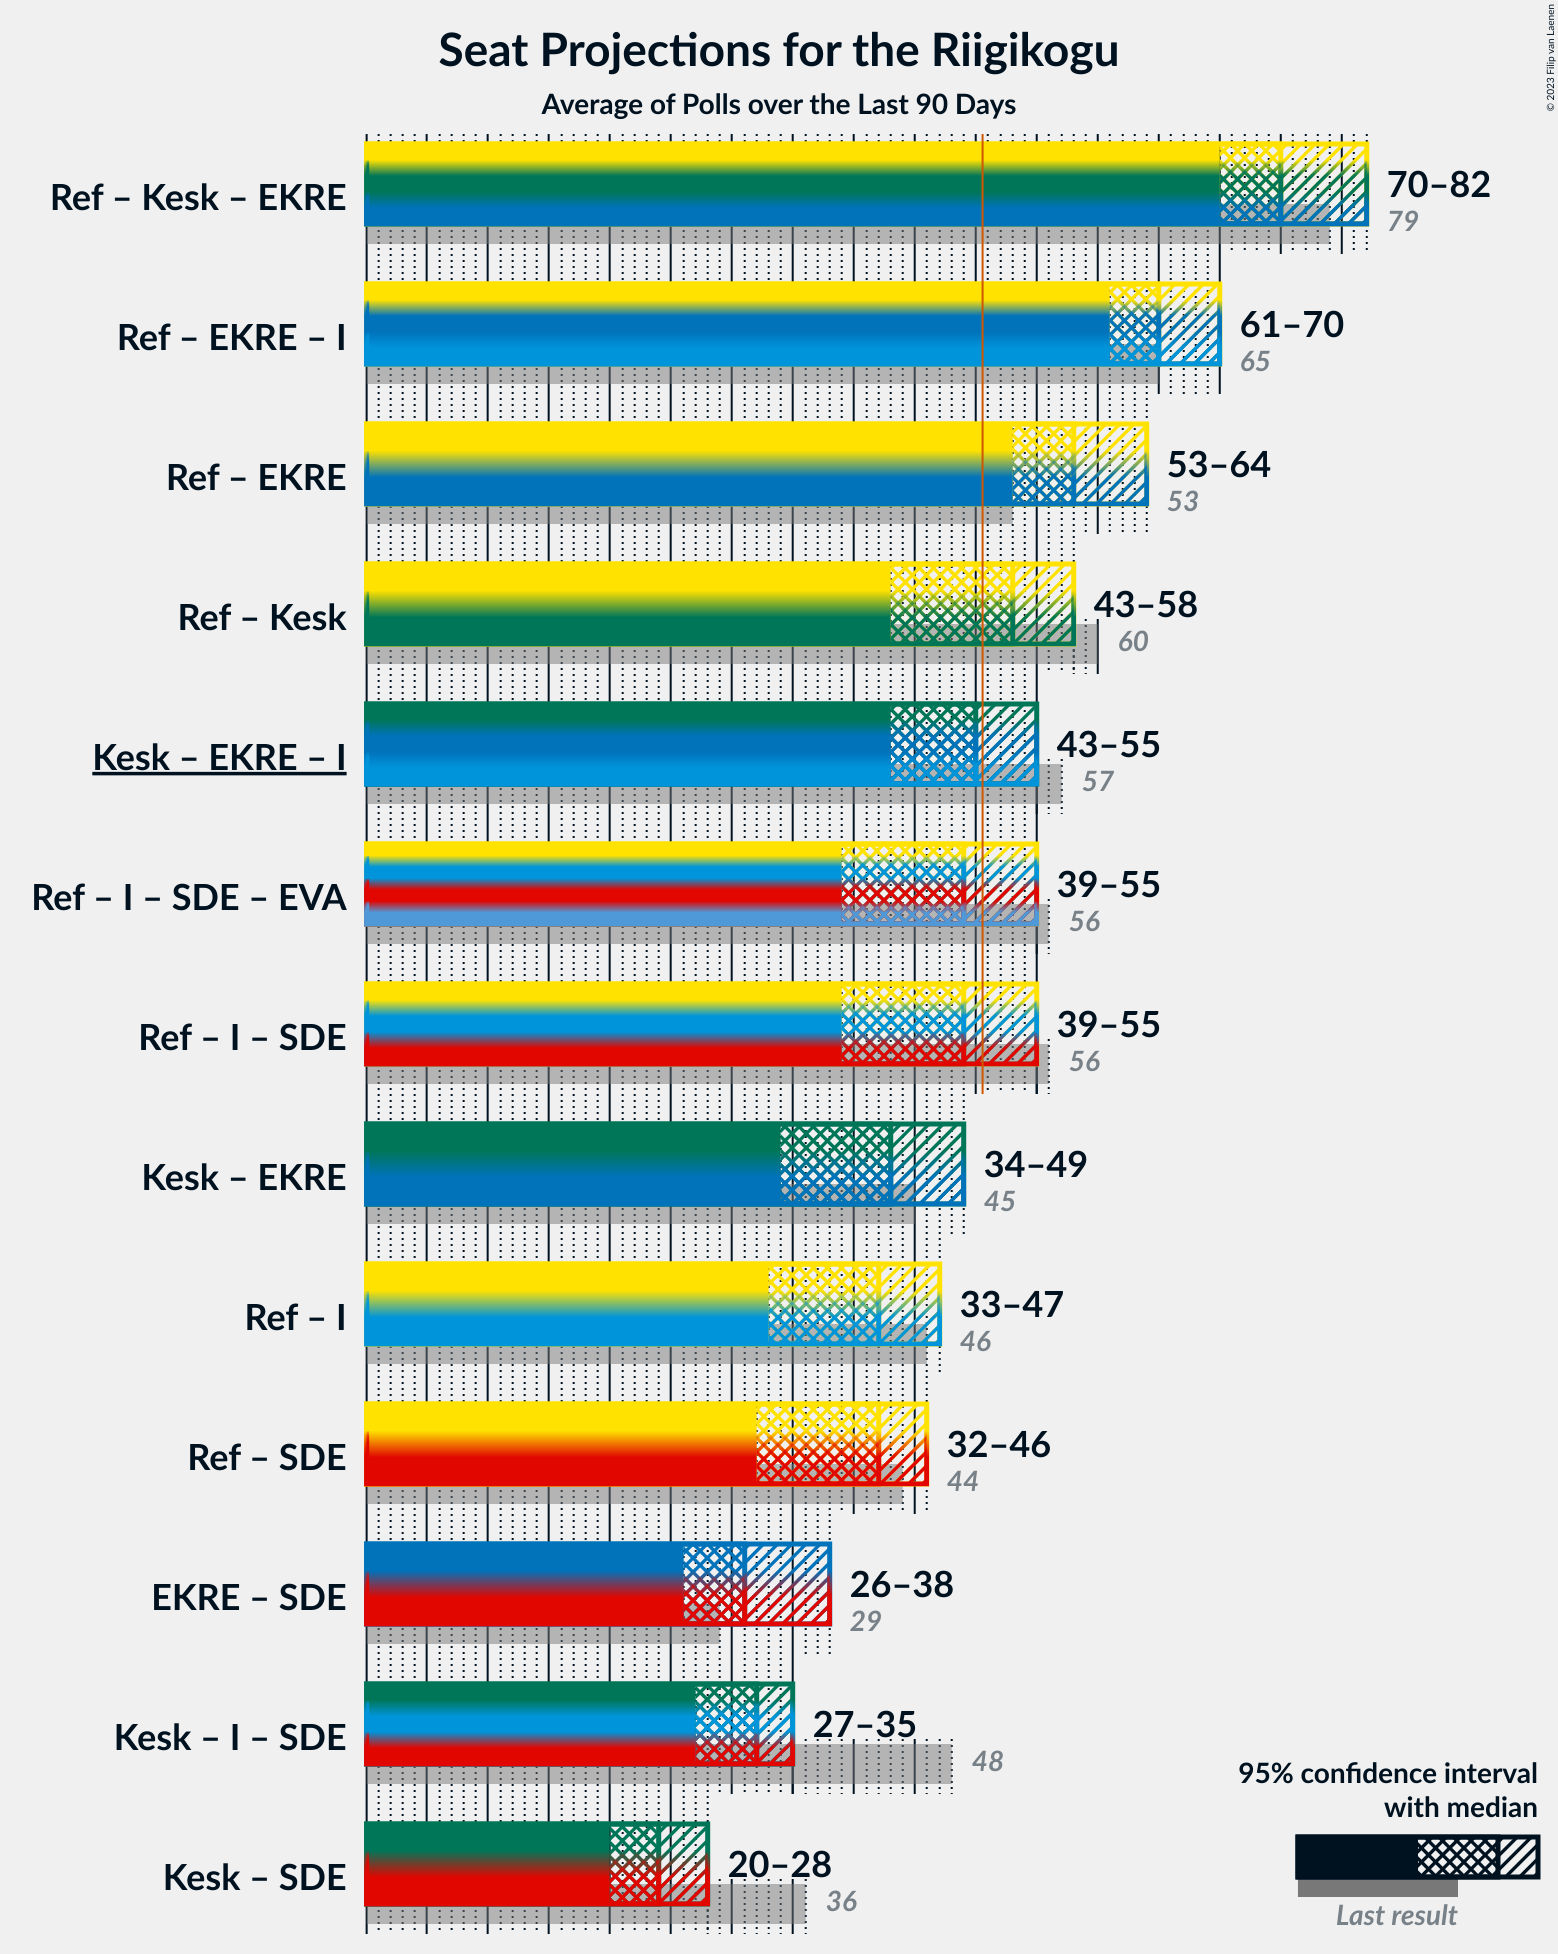 Seat Projections for the Riigikogu
Average of Polls over the Last 90 Days
© 2023 Filip van Laenen
Ref – Kesk – EKRE
70–82
79
Ref – EKRE – I
61–70
65
Ref – EKRE
53–64
53
Ref – Kesk
43–58
60
Kesk – EKRE – I
43–55
57
Ref – I – SDE – EVA
39–55
56
Ref – I – SDE
39–55
56
Kesk – EKRE
34–49
45
Ref – I
33–47
46
Ref – SDE
32–46
44
EKRE – SDE
26–38
29
Kesk – I – SDE
27–35
48
Kesk – SDE
20–28
36
95% confidence interval
with median
Last result